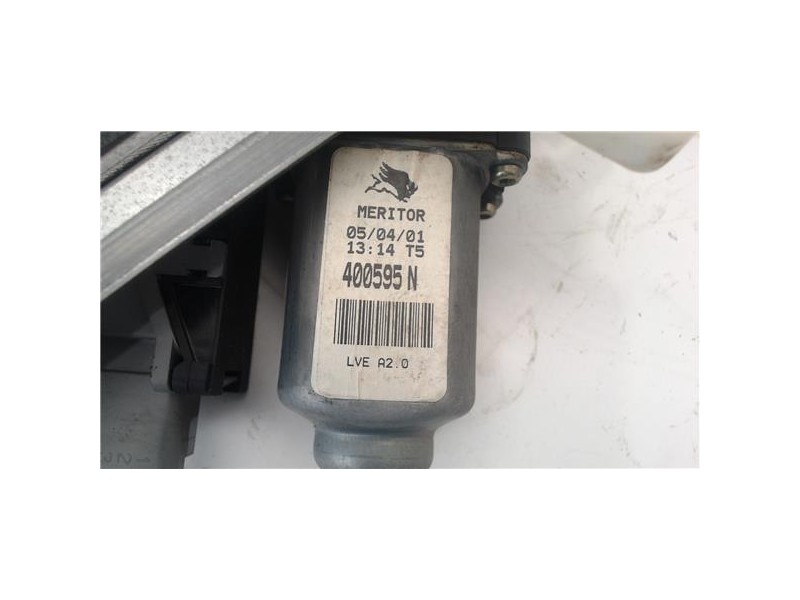 MERITOR
05/04/01
13:14 T5
400595 N
LVE A2.0